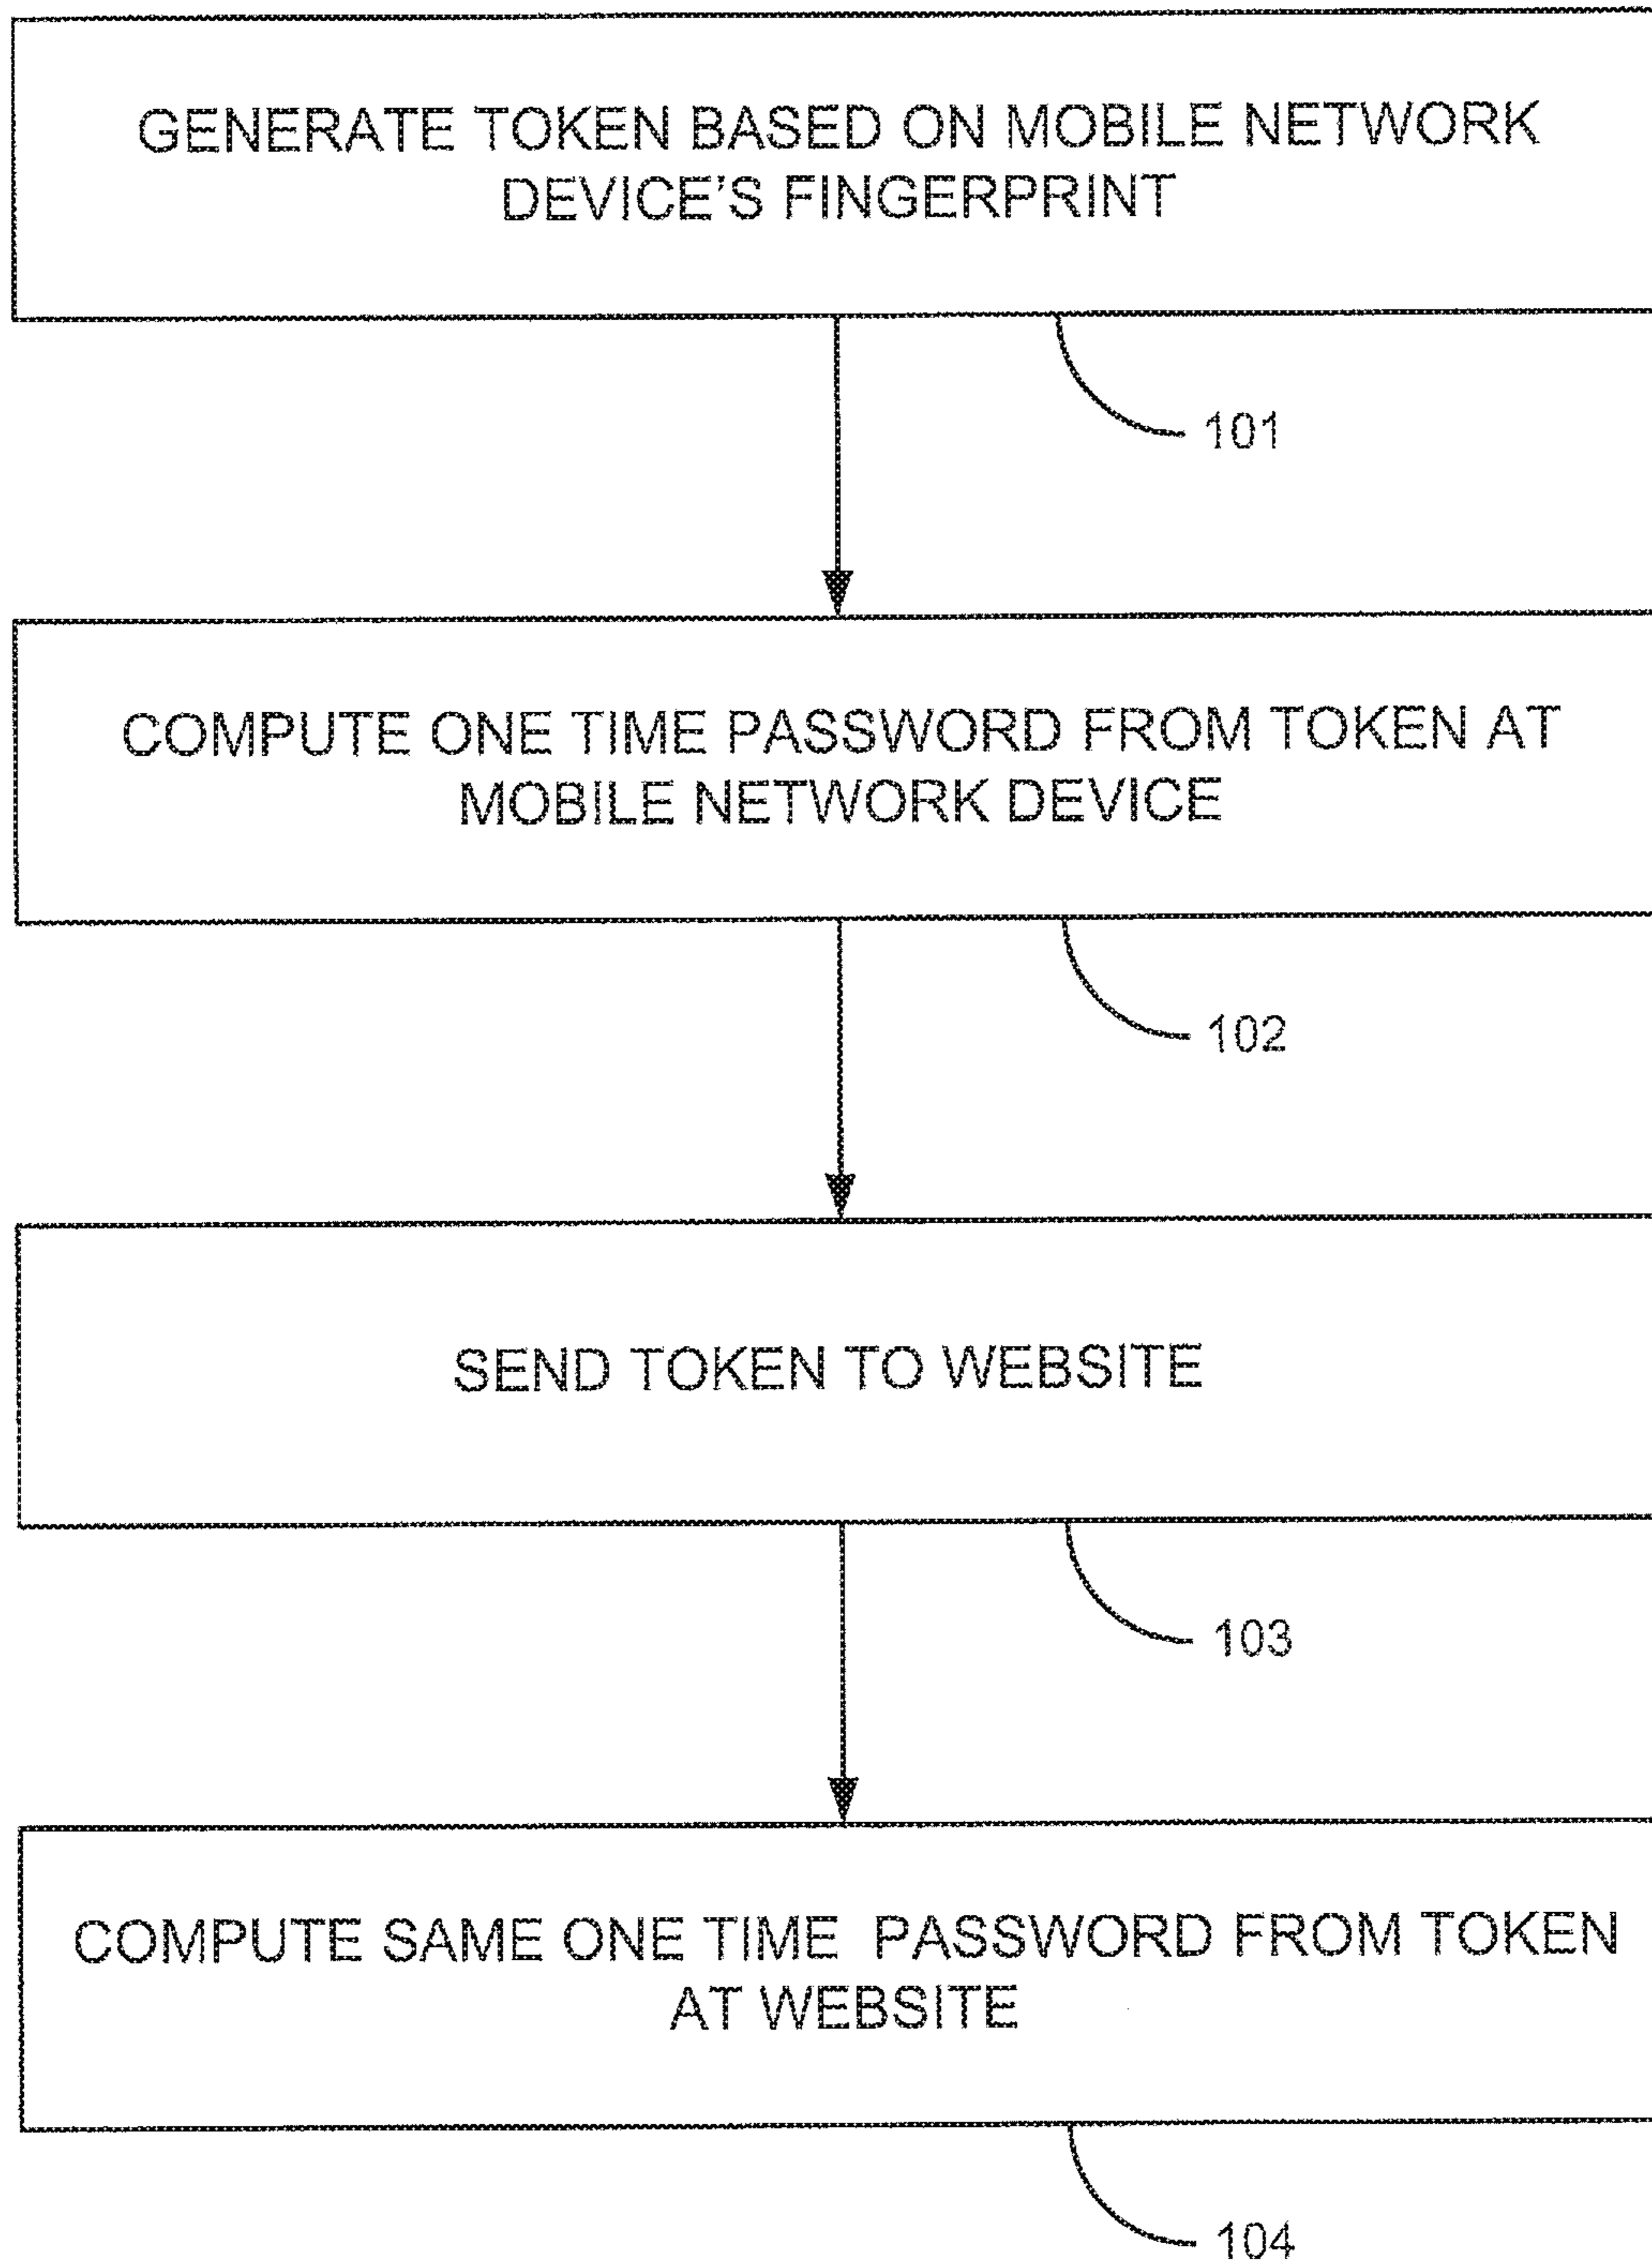 GENERATE TOKEN BASED ON MOBILE NETWORK
DEVICE'S FINGERPRINT
101
COMPUTE ONE TIME PASSWORD FROM TOKEN AT
MOBILE NETWORK DEVICE
102
SEND TOKEN TO WEBSITE
103
COMPUTE SAME ONE TIME PASSWORD FROM TOKEN
AT WEBSITE
104